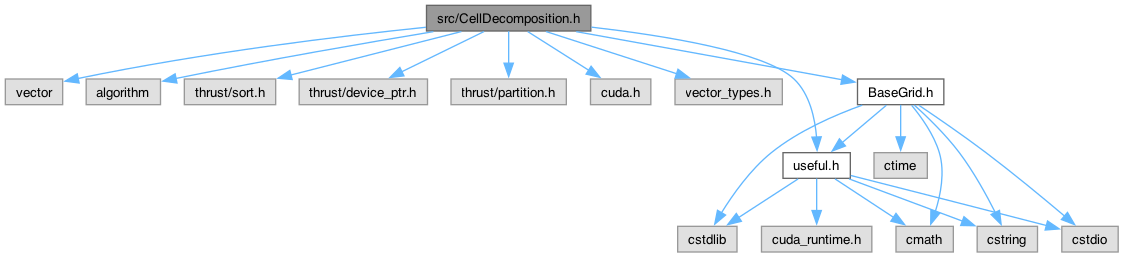 src/CellDecomposition.h
vector
algorithm
thrust/sort.h
thrust/device_ptr.h
thrust/partition.h
cuda.h
vector_types.h
BaseGrid.h
useful.h
ctime
cstdlib
cuda_runtime.h
cmath
cstring
cstdio